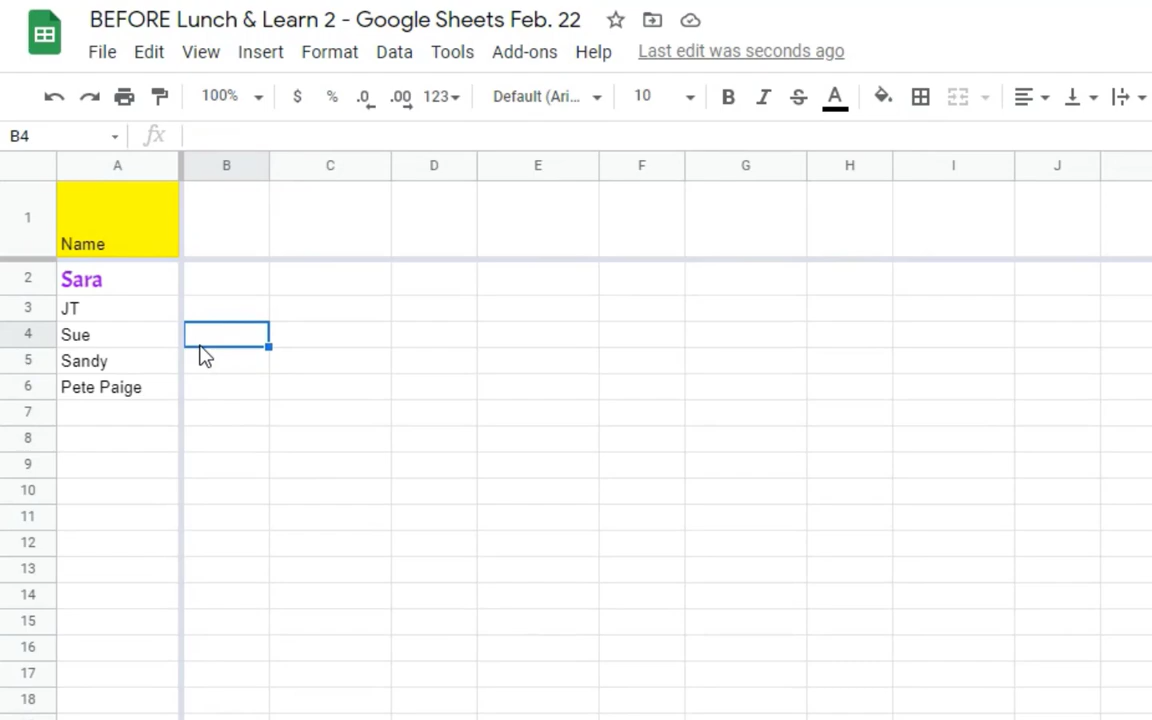 BEFORE Lunch & Learn 2 - Google Sheets Feb. 22
File Edit View Insert Format Data Tools Add-ons Help Last edit was seconds ago
100% $ % .0 .00 123 Default (Ari... 10 B I S A
B4 fx
A B C D E F G H I J
1 Name
2 Sara
3 JT
4 Sue
5 Sandy
6 Pete Paige
7
8
9
10
11
12
13
14
15
16
17
18